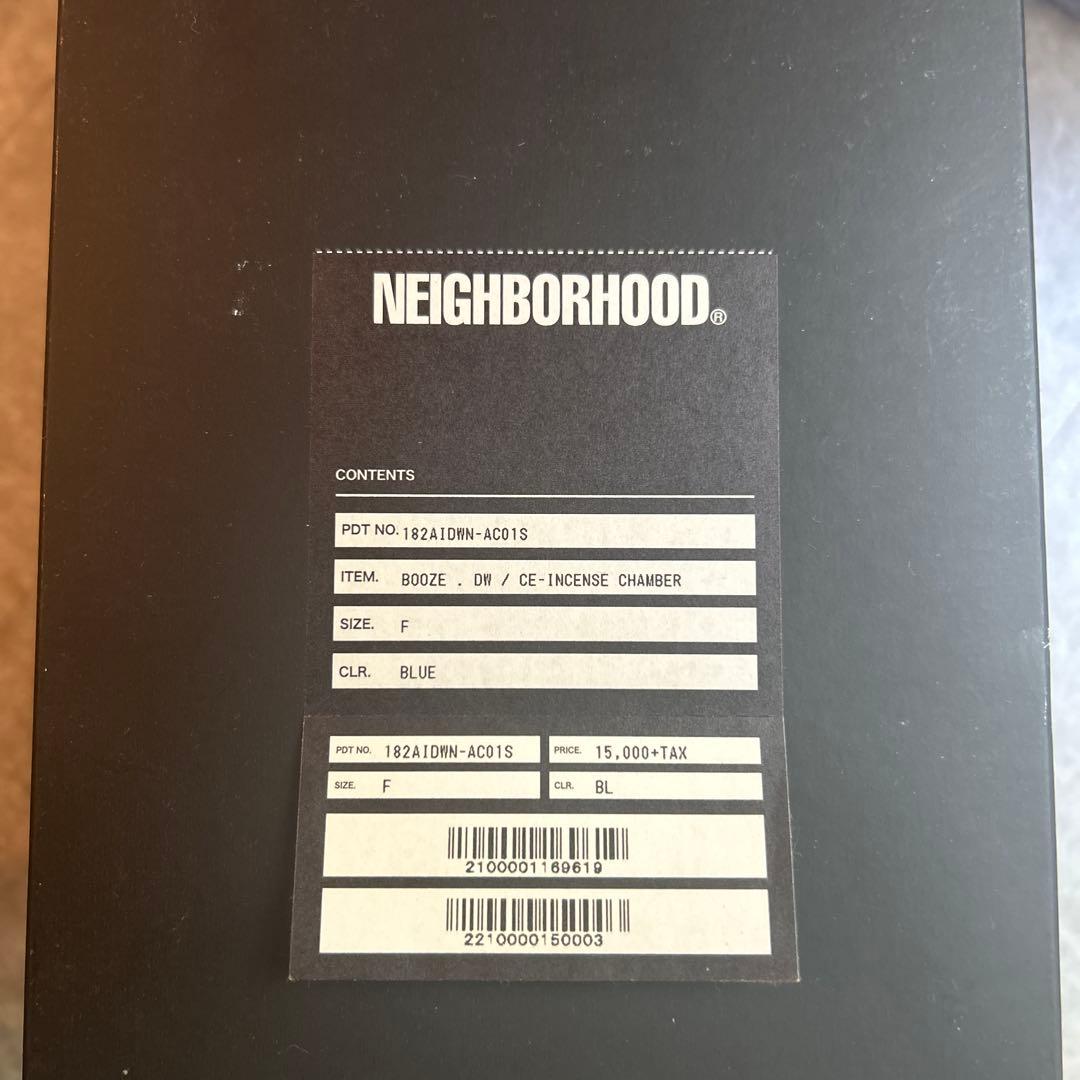 NEIGHBORHOOD®
CONTENTS
PDT NO. 182AIDWN-AC01S
ITEM. BOOZE . DW / CE-INCENSE CHAMBER
SIZE. F
CLR. BLUE
PDT NO. 182AIDWN-AC01S PRICE. 15,000+TAX
SIZE. F CLR. BL
2100001169619
2210000150003